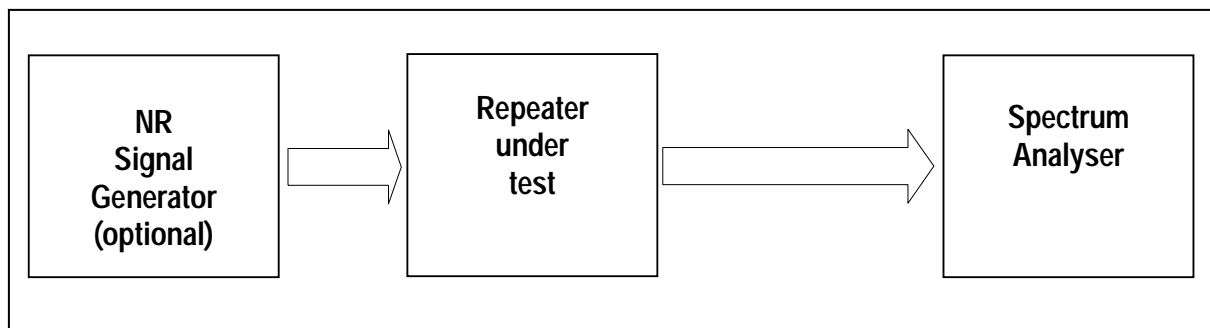 NR
Signal
Generator
(optional)
Repeater
under
test
Spectrum
Analyser